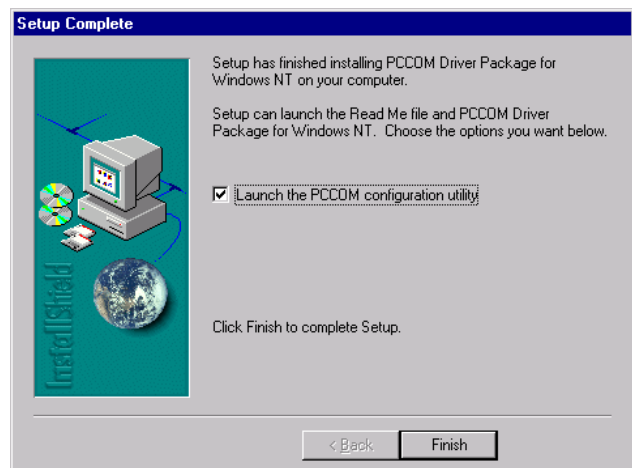 Setup Complete
Setup has finished installing PCCOM Driver Package for
Windows NT on your computer.
Setup can launch the Read Me file and PCCOM Driver
Package for Windows NT.  Choose the options you want below.
Launch the PCCOM configuration utility
Click Finish to complete Setup.
InstallShield
< Back
Finish